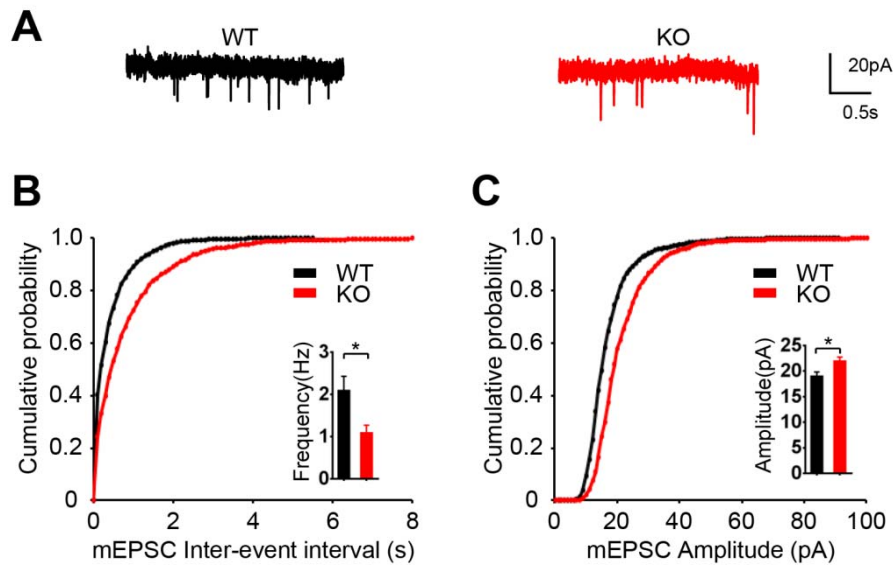 A
WT
KO
20pA
0.5s
B
Cumulative probability
1.0
0.8
0.6
0.4
0.2
0
0 2 4 6 8
mEPSC Inter-event interval (s)
WT
KO
Frequency(Hz)
3
2
1
0
*
C
Cumulative probability
1.0
0.8
0.6
0.4
0.2
0
0 20 40 60 80 100
mEPSC Amplitude (pA)
WT
KO
Amplitude(pA)
25
20
15
10
5
0
*